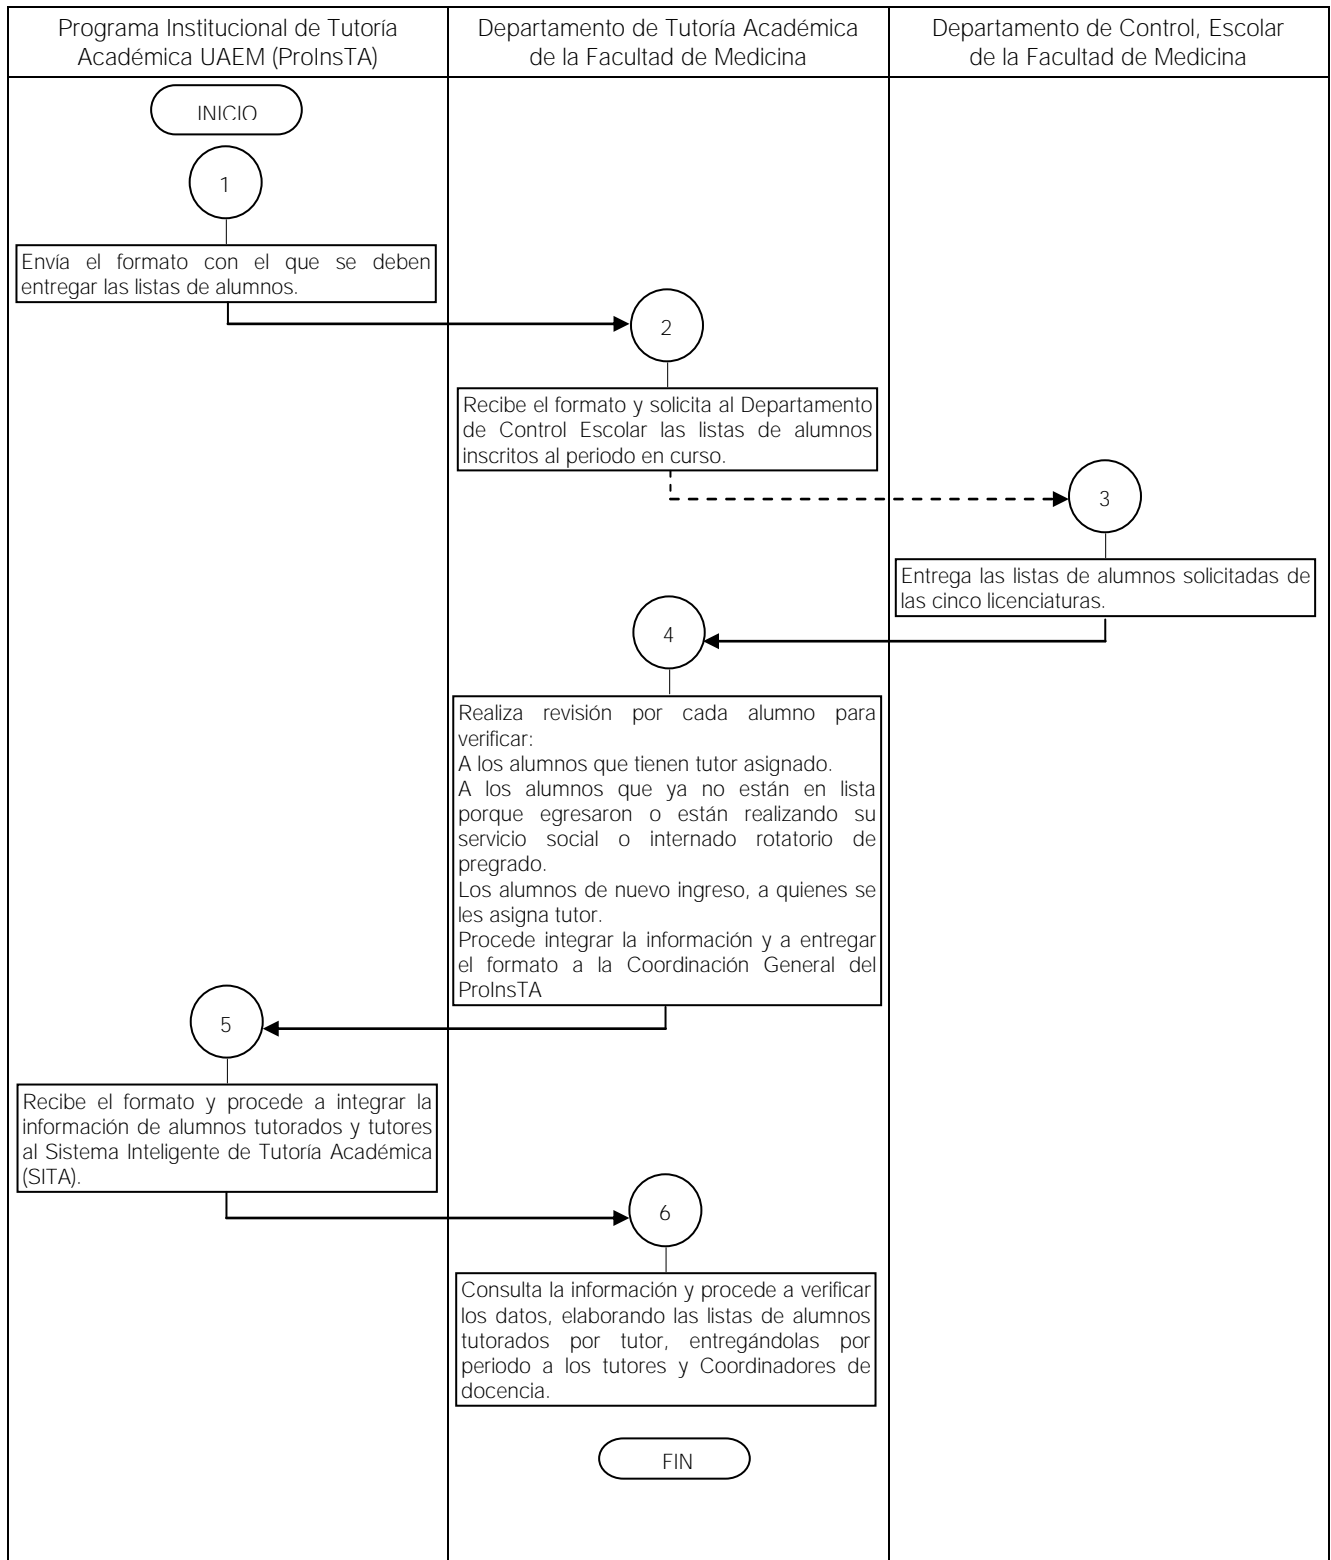 Programa Institucional de Tutoría
Académica UAEM (ProInsTA)
Departamento de Tutoría Académica
de la Facultad de Medicina
Departamento de Control, Escolar
de la Facultad de Medicina
INICIO
1
Envía el formato con el que se deben
entregar las listas de alumnos.
2
Recibe el formato y solicita al Departamento
de Control Escolar las listas de alumnos
inscritos al periodo en curso.
3
Entrega las listas de alumnos solicitadas de
las cinco licenciaturas.
4
Realiza revisión por cada alumno para
verificar:
A los alumnos que tienen tutor asignado.
A los alumnos que ya no están en lista
porque egresaron o están realizando su
servicio social o internado rotatorio de
pregrado.
Los alumnos de nuevo ingreso, a quienes se
les asigna tutor.
Procede integrar la información y a entregar
el formato a la Coordinación General del
ProInsTA
5
Recibe el formato y procede a integrar la
información de alumnos tutorados y tutores
al Sistema Inteligente de Tutoría Académica
(SITA).
6
Consulta la información y procede a verificar
los datos, elaborando las listas de alumnos
tutorados por tutor, entregándolas por
periodo a los tutores y Coordinadores de
docencia.
FIN